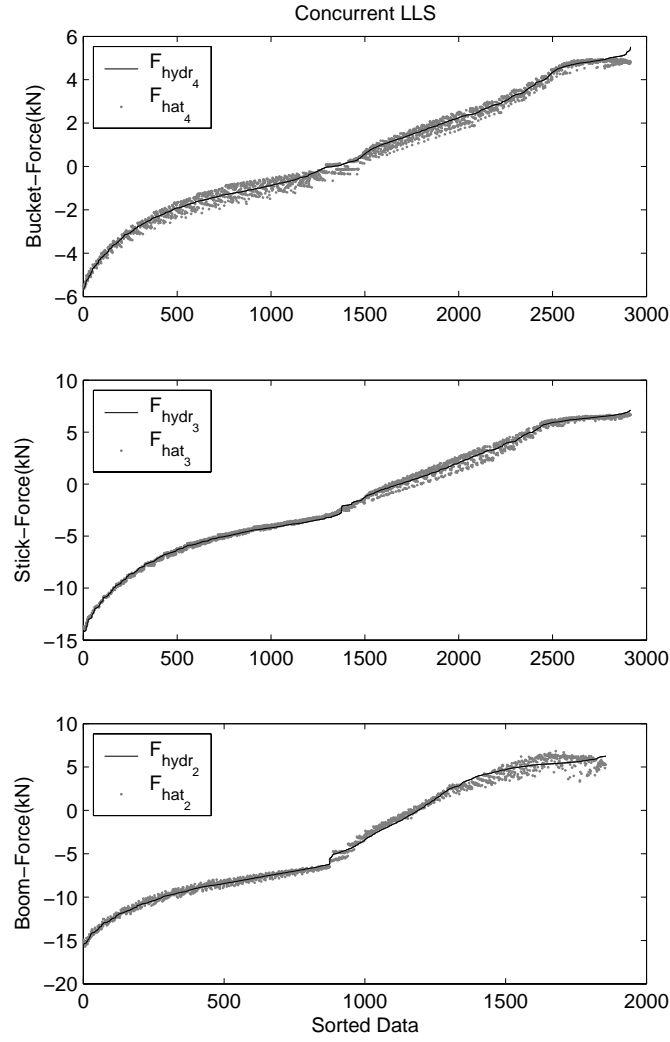 Concurrent LLS
Bucket−Force(kN)
6
4
2
0
−2
−4
−6
F_hydr_4
F_hat_4
0 500 1000 1500 2000 2500 3000
Stick−Force(kN)
10
5
0
−5
−10
−15
F_hydr_3
F_hat_3
0 500 1000 1500 2000 2500 3000
Boom−Force(kN)
10
5
0
−5
−10
−15
−20
F_hydr_2
F_hat_2
0 500 1000 1500 2000
Sorted Data